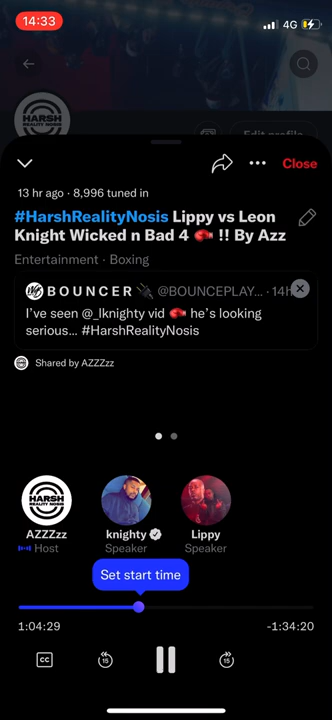 14:33
4G
Edit profile
Close
13 hr ago · 8,996 tuned in
#HarshRealityNosis Lippy vs Leon
Knight Wicked n Bad 4 🥊 !! By Azz
Entertainment · Boxing
B O U N C E R @BOUNCEPLAY... · 14h
I've seen @_lknighty vid 🥊 he's looking
serious... #HarshRealityNosis
Shared by AZZZzz
HARSH
REALITY NOSIS
AZZZzz
Host
knighty
Speaker
Lippy
Speaker
Set start time
1:04:29
-1:34:20
CC
15
15